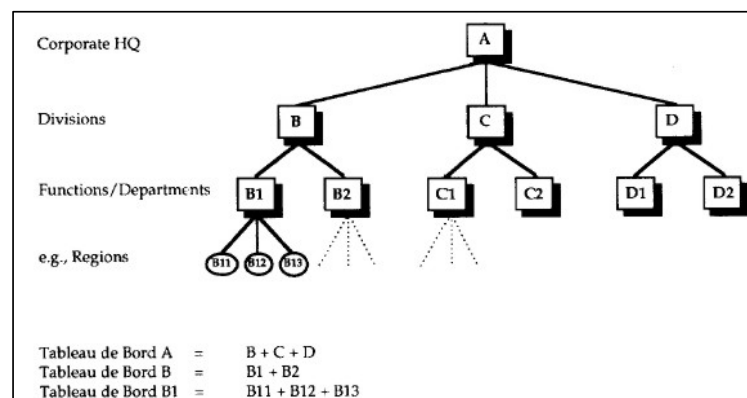 Corporate HQ A
Divisions B C D
Functions/Departments B1 B2 C1 C2 D1 D2
e.g., Regions B11 B12 B13
Tableau de Bord A = B + C + D
Tableau de Bord B = B1 + B2
Tableau de Bord B1 = B11 + B12 + B13